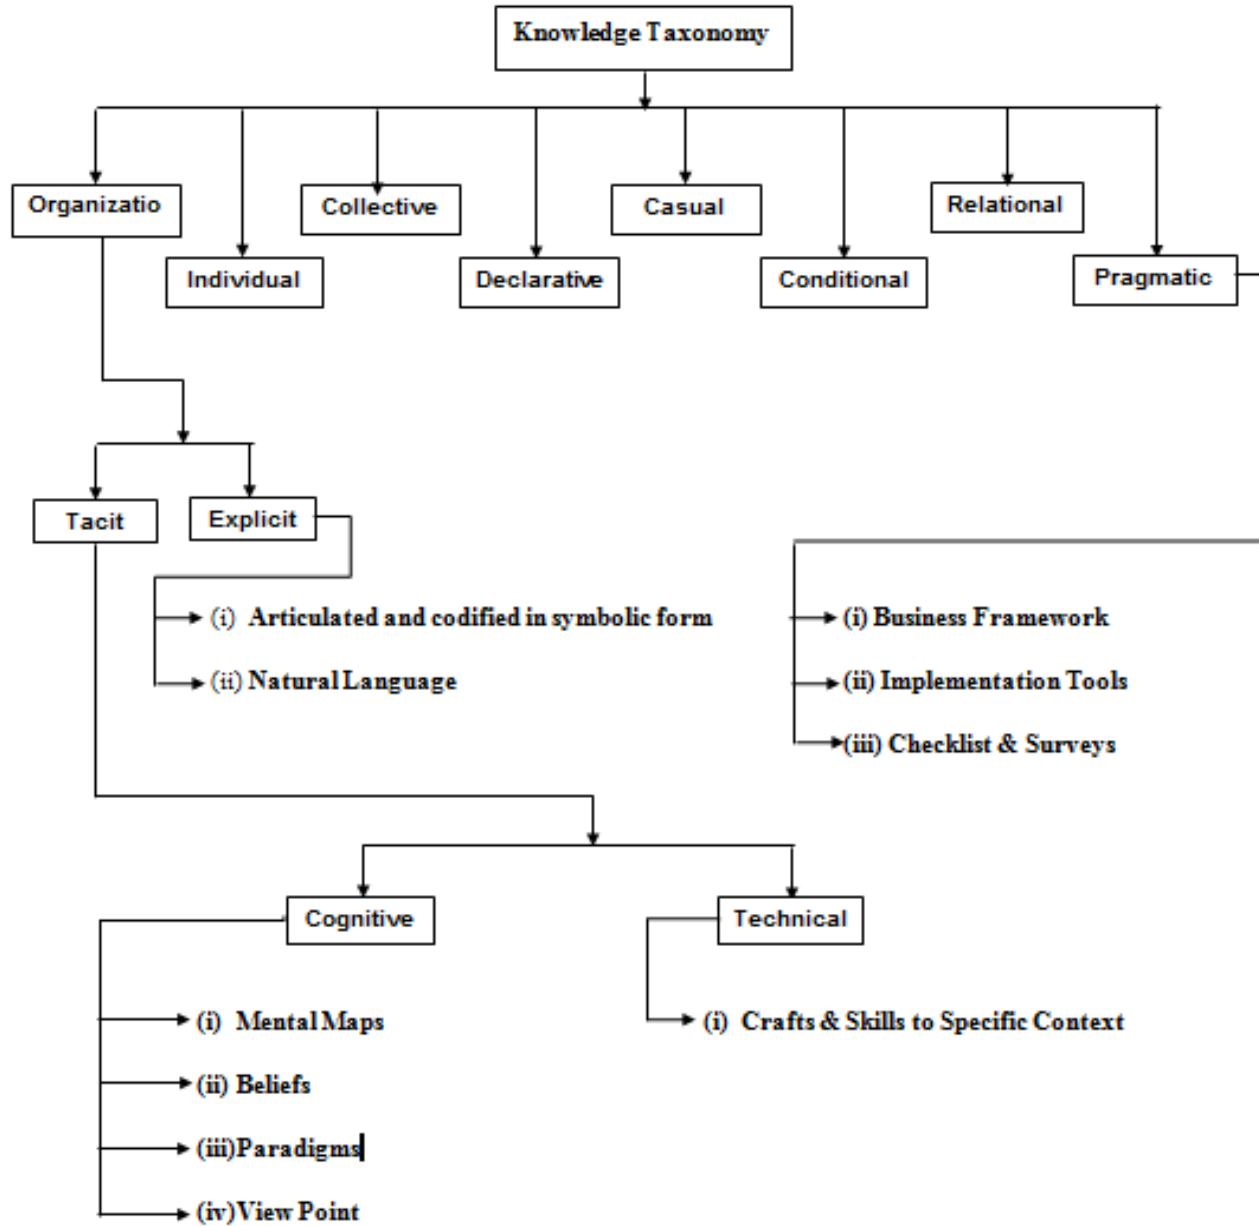 Knowledge Taxonomy
Organizatio
Collective
Casual
Relational
Individual
Declarative
Conditional
Pragmatic
Tacit
Explicit
(i) Articulated and codified in symbolic form
(ii) Natural Language
(i) Business Framework
(ii) Implementation Tools
(iii) Checklist & Surveys
Cognitive
Technical
(i) Mental Maps
(ii) Beliefs
(iii)Paradigms
(iv)View Point
(i) Crafts & Skills to Specific Context